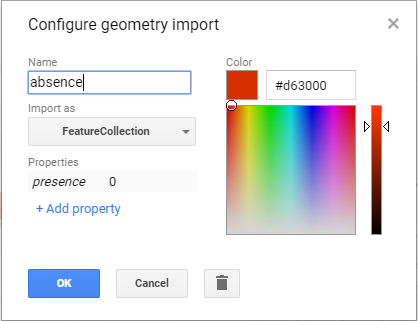 Configure geometry import
Name
absence
Color
#d63000
Import as
FeatureCollection
Properties
presence 0
+ Add property
OK
Cancel